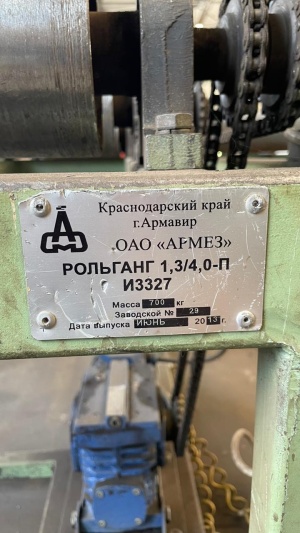 Краснодарский край
г.Армавир
ОАО «АРМЕЗ»
РОЛЬГАНГ 1,3/4,0-П
И3327
Масса 700 кг
Заводской № 29
Дата выпуска ИЮНЬ 2013г.